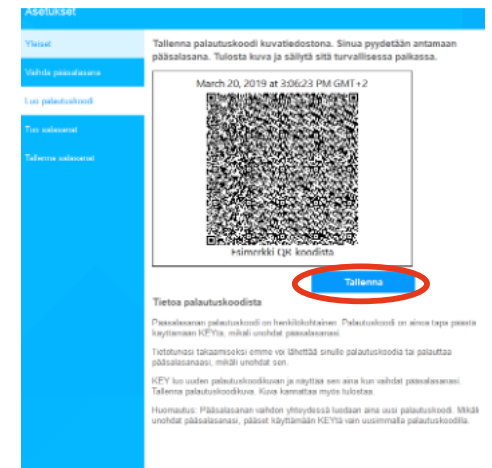 Asetukset
Yleiset
Vaihda pääsalasana
Luo palautuskoodi
Tuo salasanat
Tallenna salasanat
Tallenna palautuskoodi kuvatiedostona. Sinua pyydetään antamaan
pääsalasana. Tulosta kuva ja säilytä sitä turvallisessa paikassa.
March 20, 2019 at 3:06:23 PM GMT+2
Esimerkki QR koodista
Tallenna
Tietoa palautuskoodista
Pääsalasanan palautuskoodi on henkilökohtainen. Palautuskoodi on ainoa tapa päästä
käyttämään KEYtä, mikäli unohdat pääsalasanasi.
Tietoturvasi takaamiseksi emme voi lähettää sinulle palautuskoodia tai palauttaa
pääsalasanaasi, mikäli unohdat sen.
KEY luo uuden palautuskoodikuvan ja näyttää sen aina kun vaihdat pääsalasanasi.
Tallenna palautuskoodikuva. Kuva kannattaa myös tulostaa.
Huomautus: Pääsalasanan vaihdon yhteydessä luodaan aina uusi palautuskoodi. Mikäli
unohdat pääsalasanasi, pääset käyttämään KEYtä vain uusimmalla palautuskoodilla.